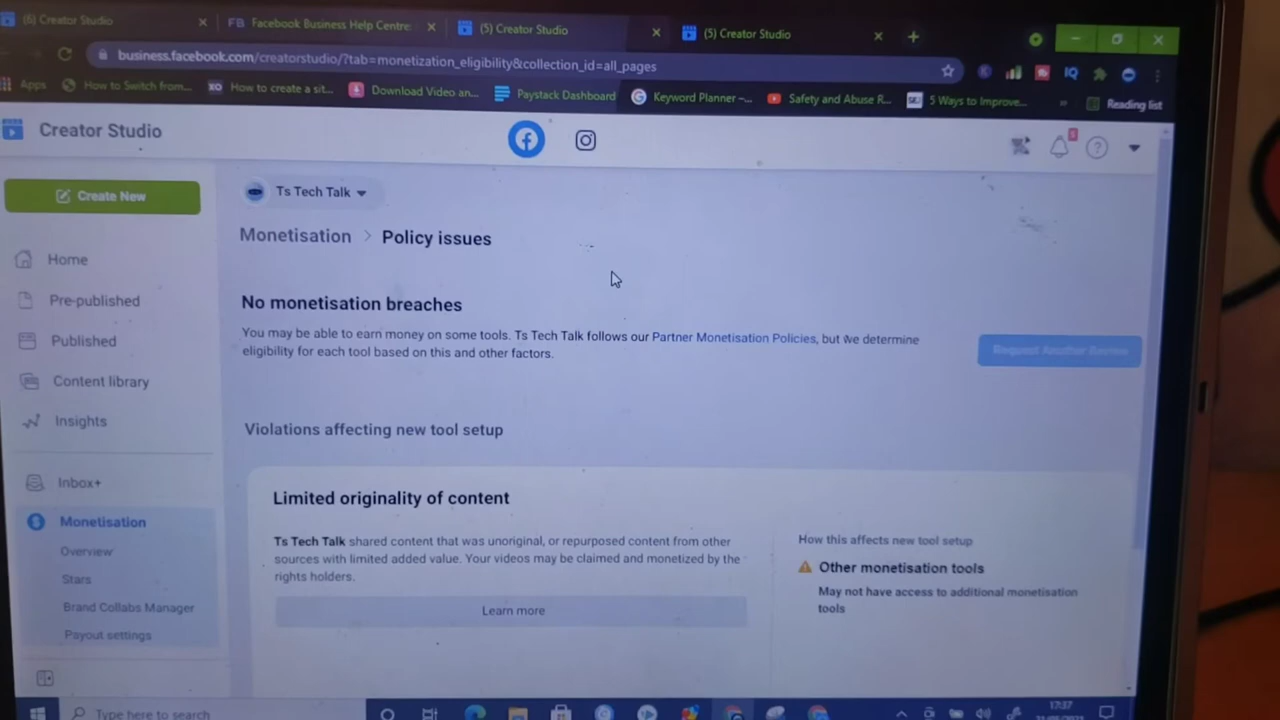 (6) Creator Studio
FB Facebook Business Help Centre
(5) Creator Studio
(5) Creator Studio
business.facebook.com/creatorstudio/?tab=monetization_eligibility&collection_id=all_pages
Apps
How to Switch from...
XO How to create a sit...
Download Video an...
Paystack Dashboard
Keyword Planner –...
Safety and Abuse R...
5 Ways to Improve...
»
Reading list
Creator Studio
Create New
Ts Tech Talk
Monetisation > Policy issues
Home
Pre-published
Published
Content library
Insights
Inbox+
Monetisation
Overview
Stars
Brand Collabs Manager
Payout settings
No monetisation breaches
You may be able to earn money on some tools. Ts Tech Talk follows our Partner Monetisation Policies, but we determine
eligibility for each tool based on this and other factors.
Request Another Review
Violations affecting new tool setup
Limited originality of content
Ts Tech Talk shared content that was unoriginal, or repurposed content from other
sources with limited added value. Your videos may be claimed and monetized by the
rights holders.
Learn more
How this affects new tool setup
Other monetisation tools
May not have access to additional monetisation
tools
Type here to search
17:37